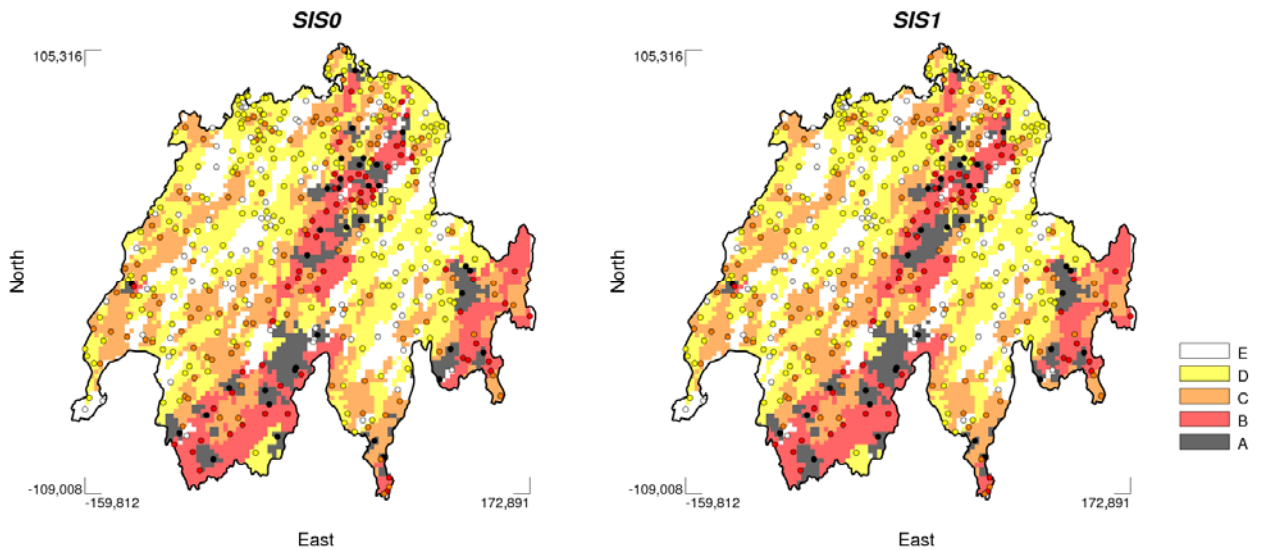 SIS0
SIS1
105,316
105,316
North
North
E
D
C
B
A
-109,008
-159,812
172,891
-109,008
-159,812
172,891
East
East